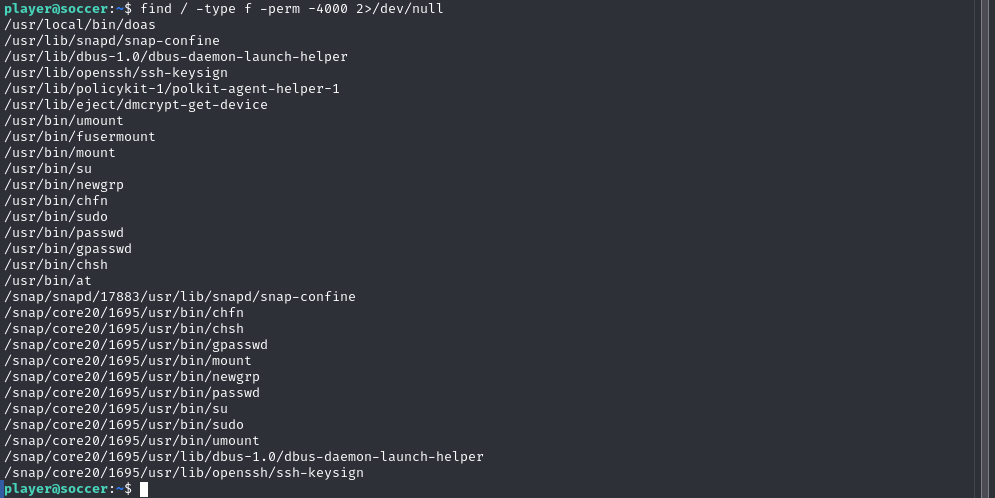 player@soccer:~$ find / -type f -perm -4000 2>/dev/null
/usr/local/bin/doas
/usr/lib/snapd/snap-confine
/usr/lib/dbus-1.0/dbus-daemon-launch-helper
/usr/lib/openssh/ssh-keysign
/usr/lib/policykit-1/polkit-agent-helper-1
/usr/lib/eject/dmcrypt-get-device
/usr/bin/umount
/usr/bin/fusermount
/usr/bin/mount
/usr/bin/su
/usr/bin/newgrp
/usr/bin/chfn
/usr/bin/sudo
/usr/bin/passwd
/usr/bin/gpasswd
/usr/bin/chsh
/usr/bin/at
/snap/snapd/17883/usr/lib/snapd/snap-confine
/snap/core20/1695/usr/bin/chfn
/snap/core20/1695/usr/bin/chsh
/snap/core20/1695/usr/bin/gpasswd
/snap/core20/1695/usr/bin/mount
/snap/core20/1695/usr/bin/newgrp
/snap/core20/1695/usr/bin/passwd
/snap/core20/1695/usr/bin/su
/snap/core20/1695/usr/bin/sudo
/snap/core20/1695/usr/bin/umount
/snap/core20/1695/usr/lib/dbus-1.0/dbus-daemon-launch-helper
/snap/core20/1695/usr/lib/openssh/ssh-keysign
player@soccer:~$